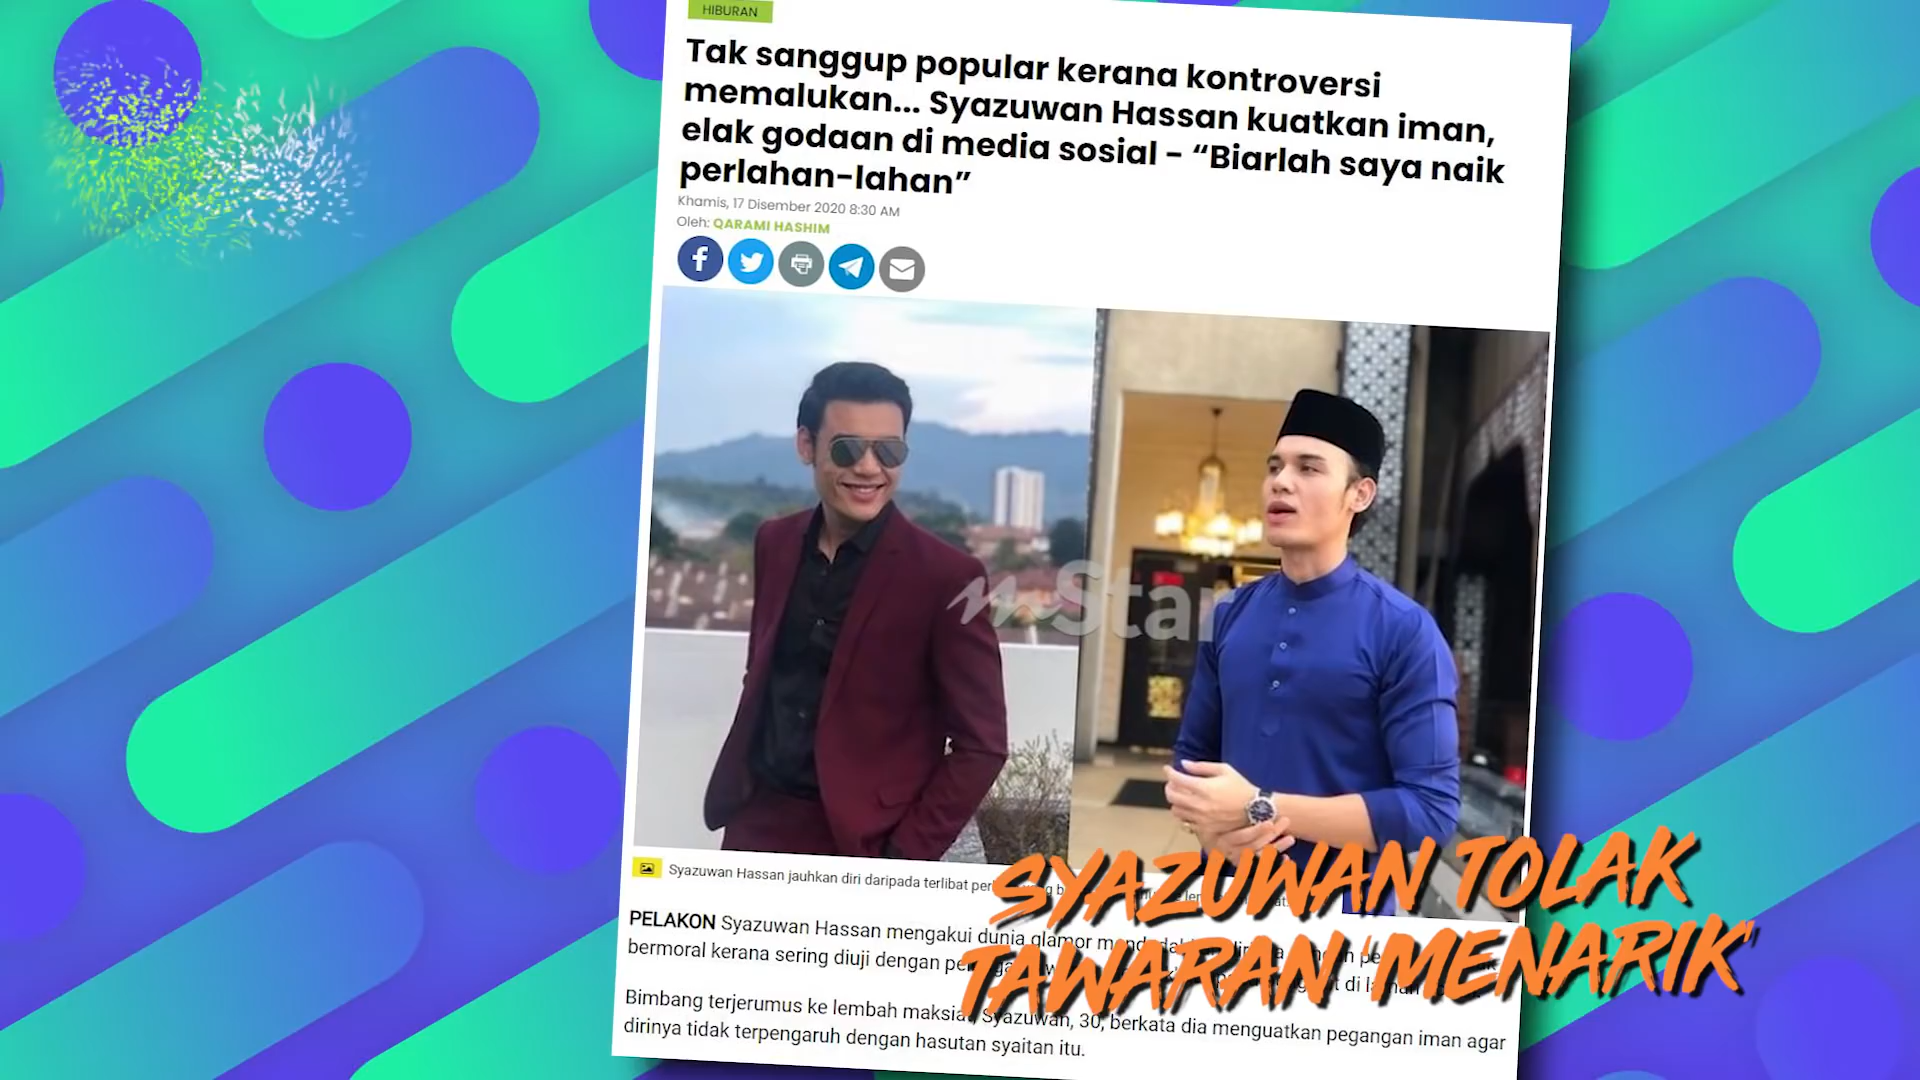 HIBURAN
Tak sanggup popular kerana kontroversi
memalukan... Syazuwan Hassan kuatkan iman,
elak godaan di media sosial - “Biarlah saya naik
perlahan-lahan”
Khamis, 17 Disember 2020 8:30 AM
Oleh: QARAMI HASHIM
mStar
Syazuwan Hassan jauhkan diri daripada terlibat
PELAKON Syazuwan Hassan mengakui dunia glamor
bermoral kerana sering diuji dengan
Bimbang terjerumus ke lembah maksiat, Syazuwan, 30, berkata dia menguatkan pegangan iman agar
dirinya tidak terpengaruh dengan hasutan syaitan itu.
SYAZUWAN TOLAK
TAWARAN 'MENARIK'